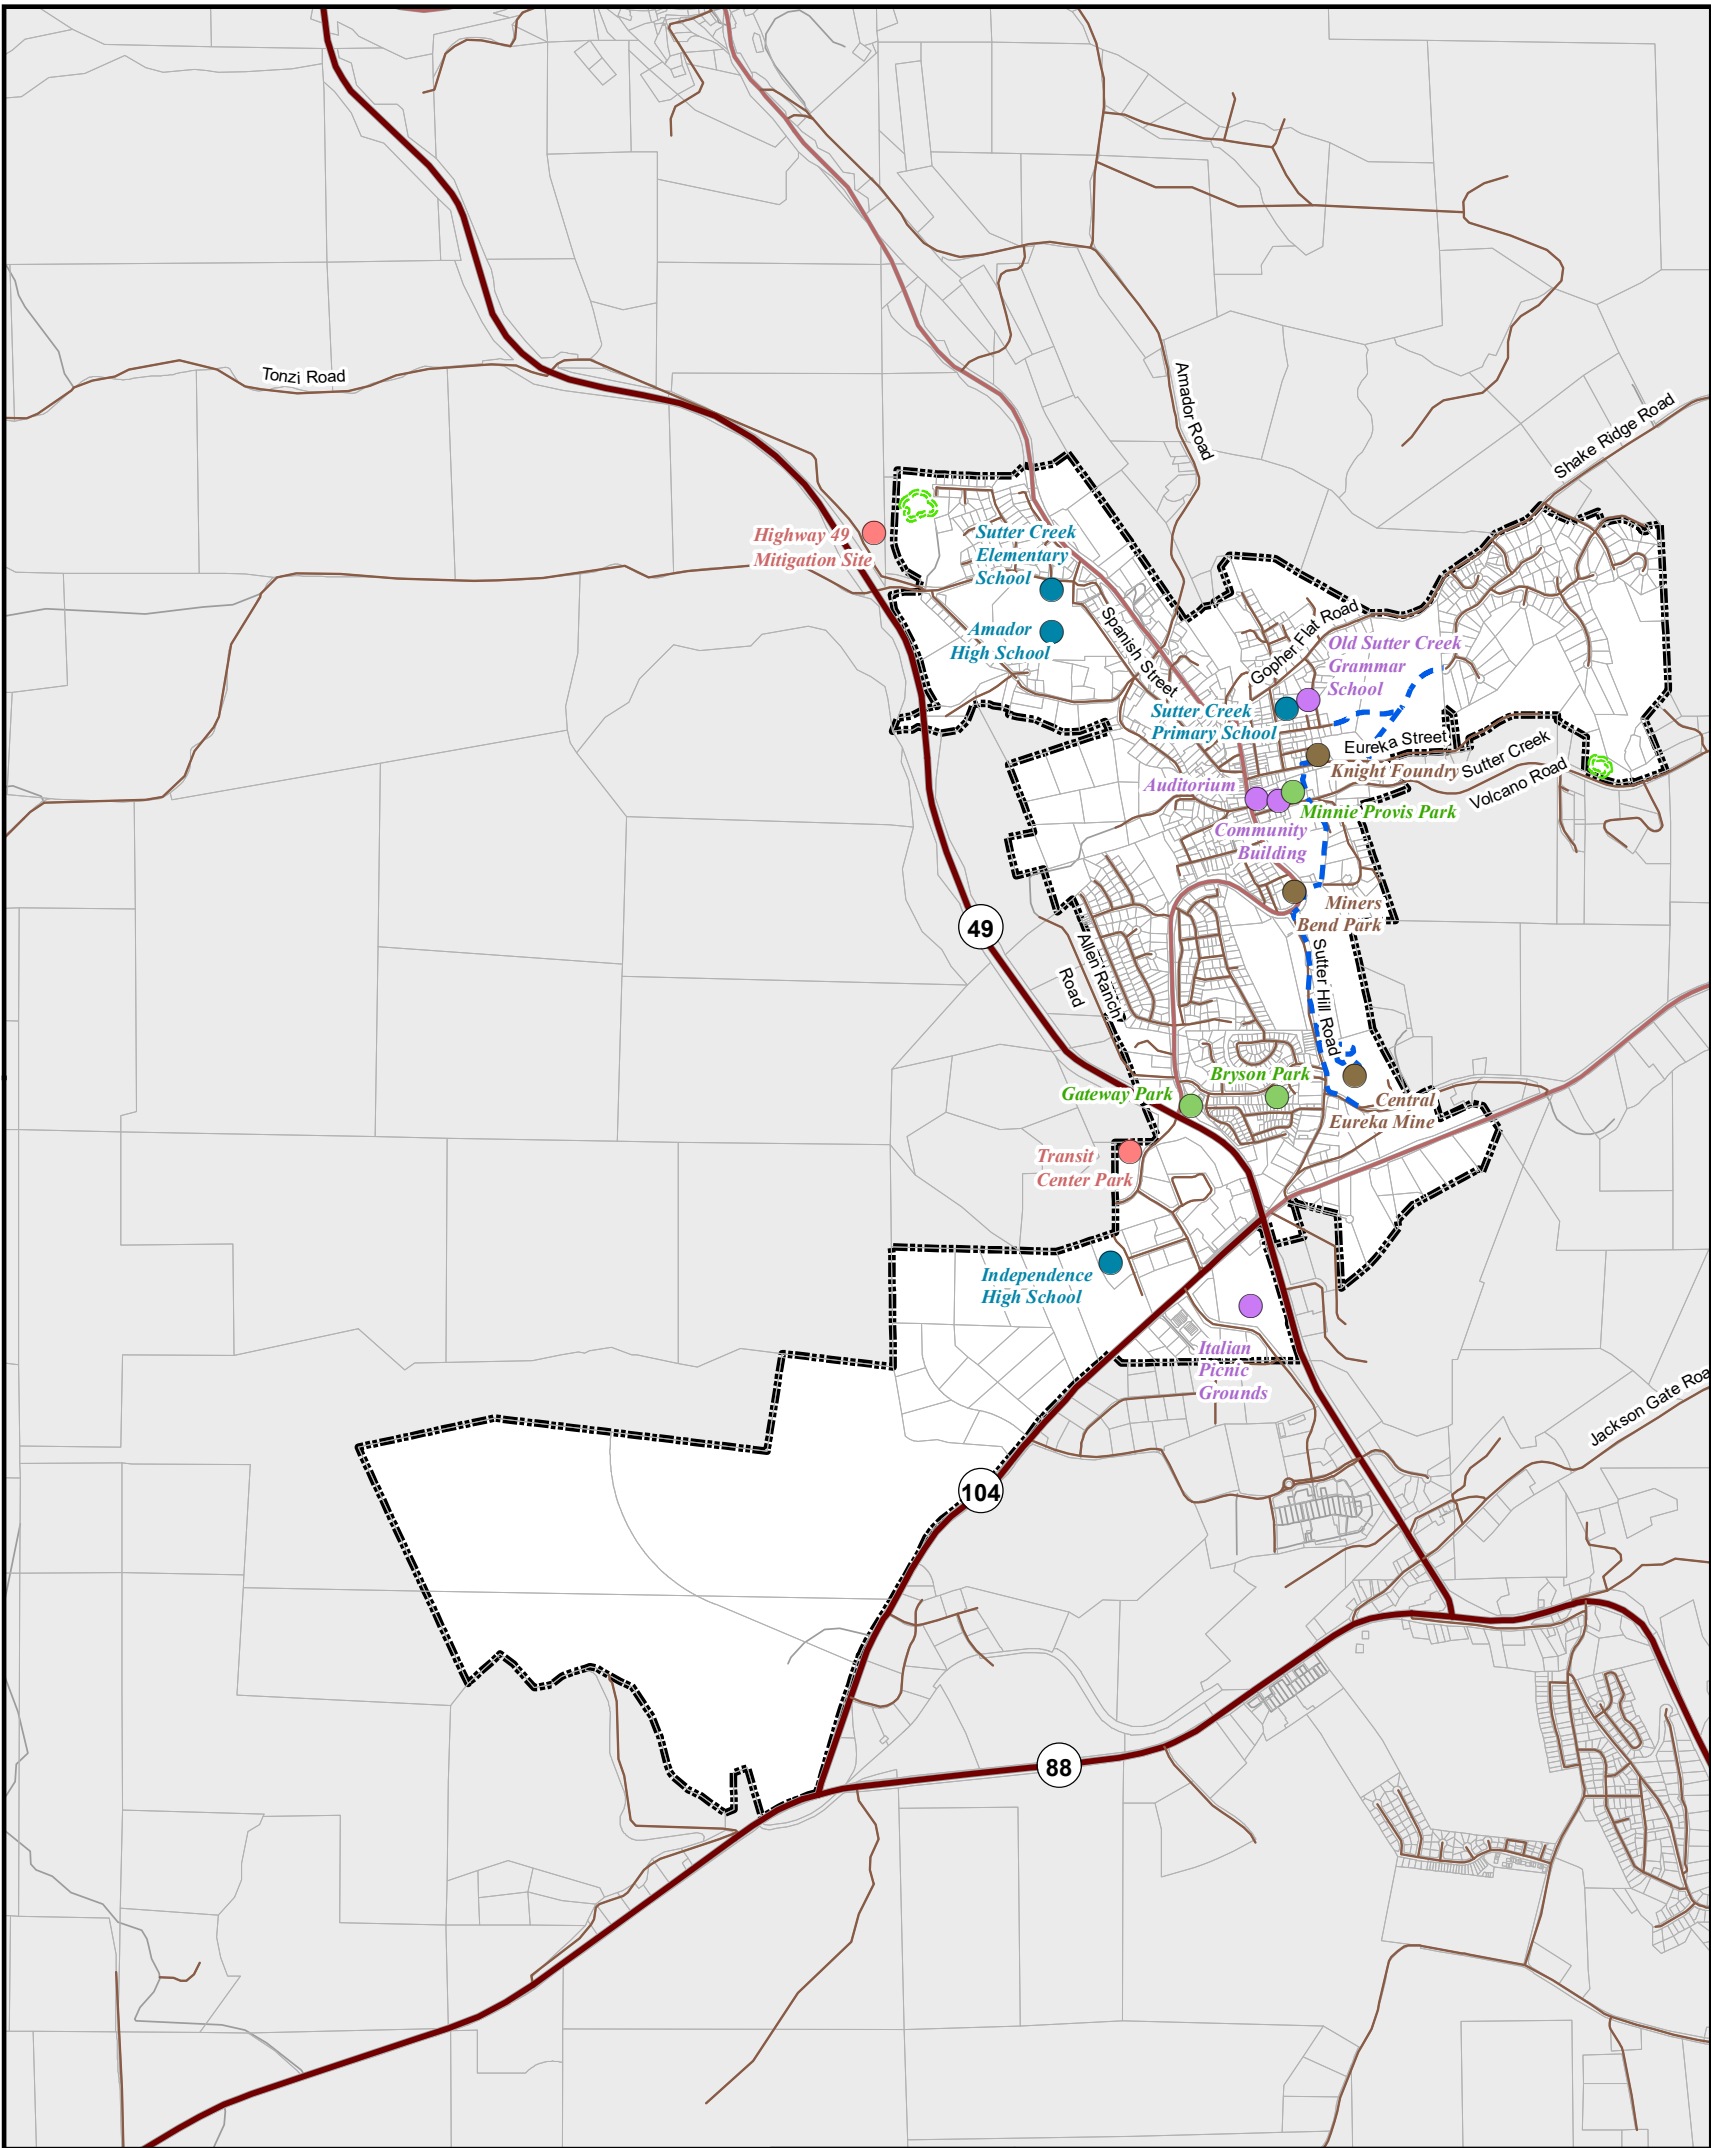 Tonzi Road
Amador Road
Shake Ridge Road
Highway 49
Mitigation Site
Sutter Creek
Elementary
School
Amador
High School
Spanish Street
Gopher Flat Road
Old Sutter Creek
Grammar
School
Sutter Creek
Primary School
Eureka Street
Knight Foundry
Sutter Creek
Volcano Road
Auditorium
Minnie Provis Park
Community
Building
Miners
Bend Park
49
Allen Ranch
Road
Sutter Hill Road
Bryson Park
Gateway Park
Central
Eureka Mine
Transit
Center Park
Independence
High School
Italian
Picnic
Grounds
Jackson Gate Roa
104
88